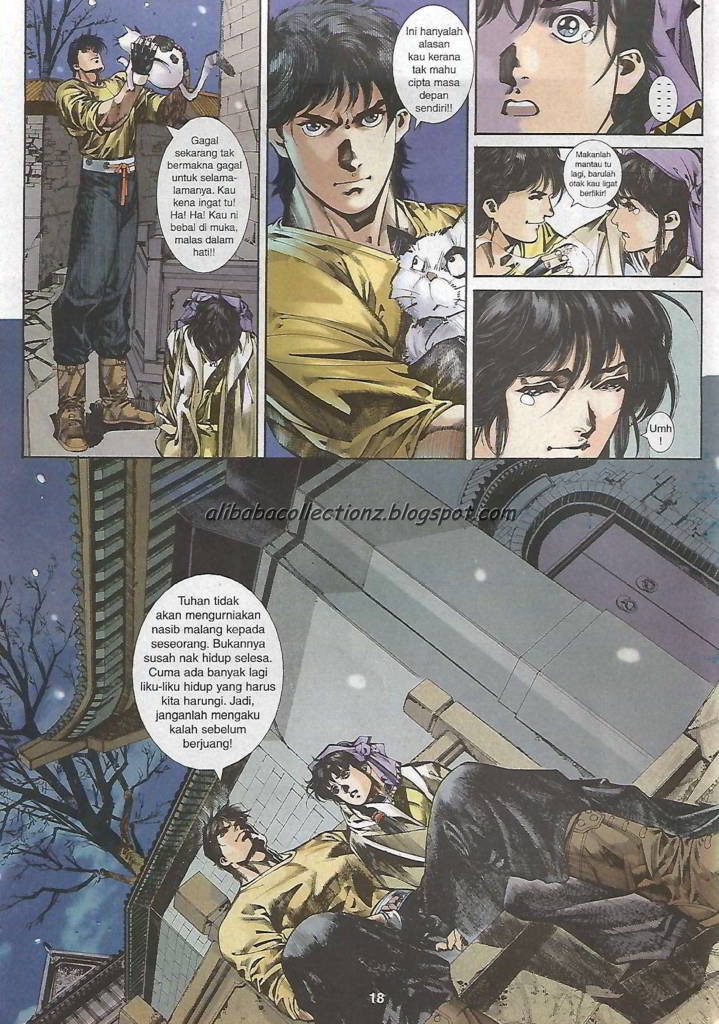 Gagal
sekarang tak
bermakna gagal
untuk selama-
lamanya. Kau
kena ingat tu!
Ha! Ha! Kau ni
bebal di muka,
malas dalam
hati!!
Ini hanyalah
alasan
kau kerana
tak mahu
cipta masa
depan
sendiri!!
Makanlah
mantau tu
lagi, barulah
otak kau ligat
berfikir!
Umh
!
alibabacollectionz.blogspot.com
Tuhan tidak
akan mengurniakan
nasib malang kepada
seseorang. Bukannya
susah nak hidup selesa.
Cuma ada banyak lagi
liku-liku hidup yang harus
kita harungi. Jadi,
janganlah mengaku
kalah sebelum
berjuang!
18